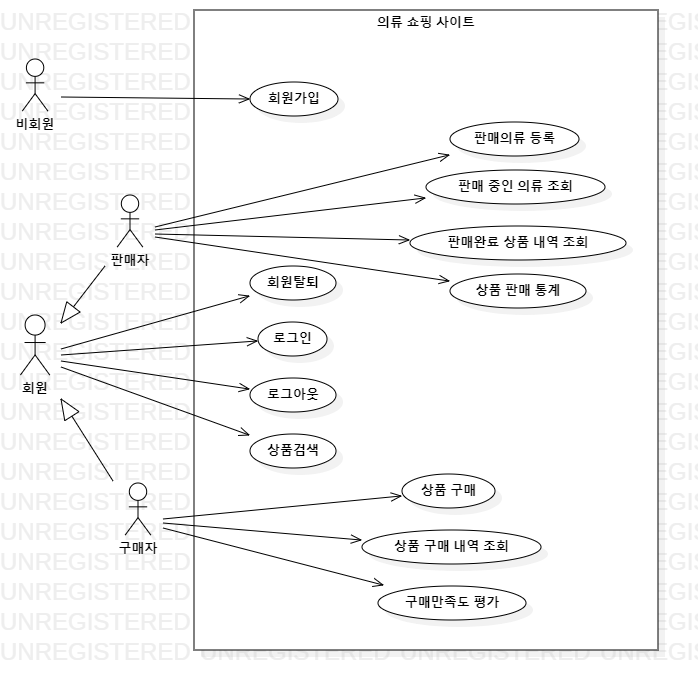 의류 쇼핑 사이트
비회원
회원가입
판매자
판매의류 등록
판매 중인 의류 조회
판매완료 상품 내역 조회
상품 판매 통계
회원
회원탈퇴
로그인
로그아웃
상품검색
구매자
상품 구매
상품 구매 내역 조회
구매만족도 평가
UNREGISTERED